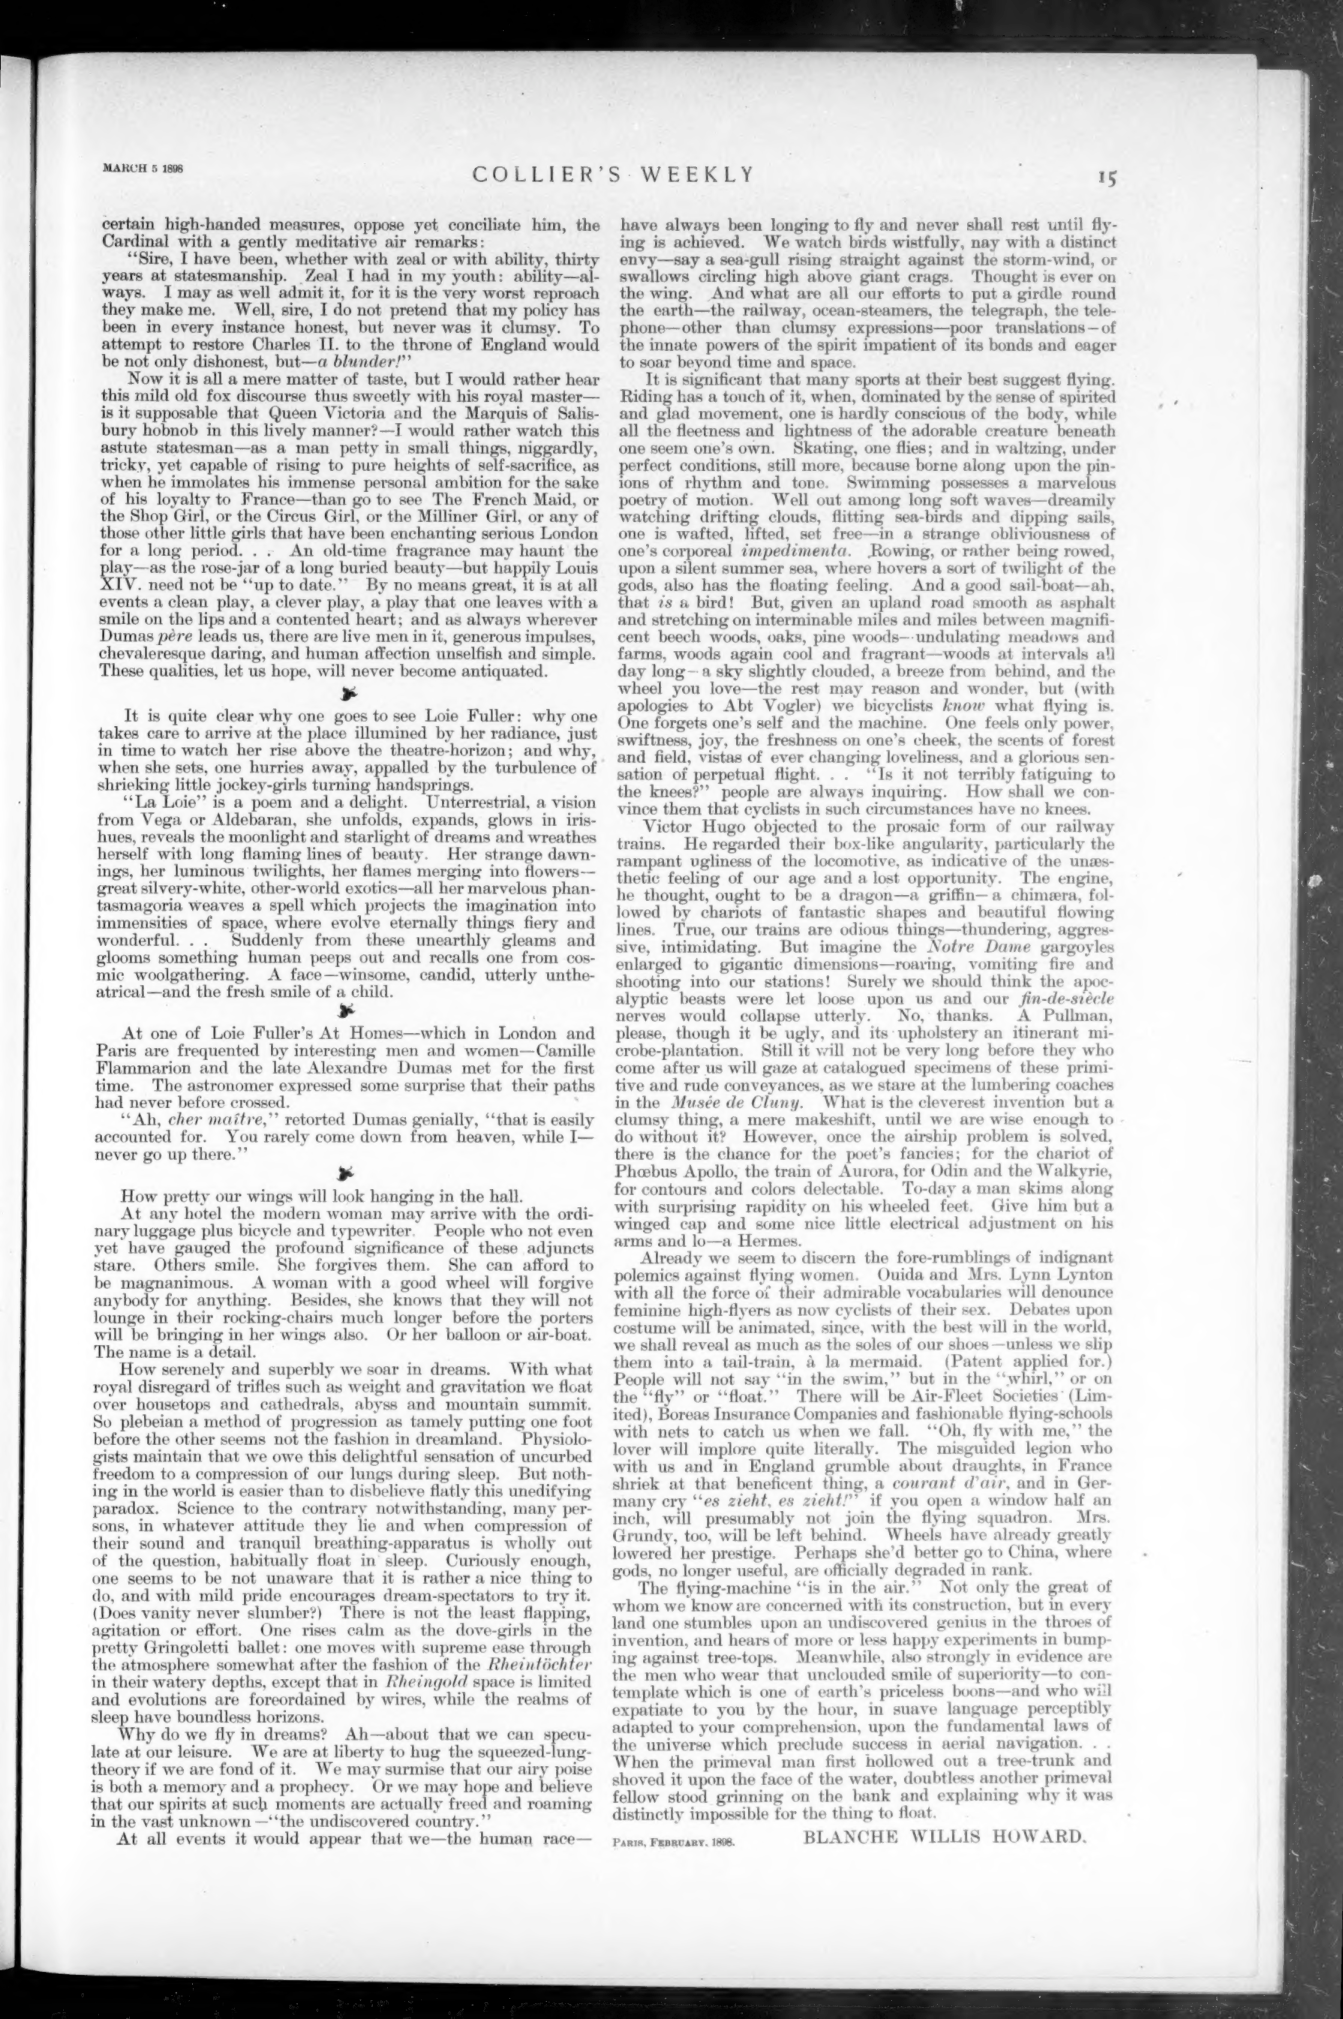 MARCH 5 1898
COLLIER'S WEEKLY
15
certain high-handed measures, oppose yet conciliate him, the
Cardinal with a gently meditative air remarks:
"Sire, I have been, whether with zeal or with ability, thirty
years at statesmanship. Zeal I had in my youth: ability—al-
ways. I may as well admit it, for it is the very worst reproach
they make me. Well, sire, I do not pretend that my policy has
been in every instance honest, but never was it clumsy. To
attempt to restore Charles II. to the throne of England would
be not only dishonest, but—a blunder!"
Now it is all a mere matter of taste, but I would rather hear
this mild old fox discourse thus sweetly with his royal master—
is it supposable that Queen Victoria and the Marquis of Salis-
bury hobnob in this lively manner?—I would rather watch this
astute statesman—as a man petty in small things, niggardly,
tricky, yet capable of rising to pure heights of self-sacrifice, as
when he immolates his immense personal ambition for the sake
of his loyalty to France—than go to see The French Maid, or
the Shop Girl, or the Circus Girl, or the Milliner Girl, or any of
those other little girls that have been enchanting serious London
for a long period. . . An old-time fragrance may haunt the
play—as the rose-jar of a long buried beauty—but happily Louis
XIV. need not be "up to date." By no means great, it is at all
events a clean play, a clever play, a play that one leaves with a
smile on the lips and a contented heart; and as always wherever
Dumas père leads us, there are live men in it, generous impulses,
chevaleresque daring, and human affection unselfish and simple.
These qualities, let us hope, will never become antiquated.
It is quite clear why one goes to see Loie Fuller: why one
takes care to arrive at the place illumined by her radiance, just
in time to watch her rise above the theatre-horizon; and why,
when she sets, one hurries away, appalled by the turbulence of
shrieking little jockey-girls turning handsprings.
"La Loie" is a poem and a delight. Unterrestrial, a vision
from Vega or Aldebaran, she unfolds, expands, glows in iris-
hues, reveals the moonlight and starlight of dreams and wreathes
herself with long flaming lines of beauty. Her strange dawn-
ings, her luminous twilights, her flames merging into flowers—
great silvery-white, other-world exotics—all her marvelous phan-
tasmagoria weaves a spell which projects the imagination into
immensities of space, where evolve eternally things fiery and
wonderful. . . Suddenly from these unearthly gleams and
glooms something human peeps out and recalls one from cos-
mic woolgathering. A face—winsome, candid, utterly unthe-
atrical—and the fresh smile of a child.
At one of Loie Fuller's At Homes—which in London and
Paris are frequented by interesting men and women—Camille
Flammarion and the late Alexandre Dumas met for the first
time. The astronomer expressed some surprise that their paths
had never before crossed.
"Ah, cher maître," retorted Dumas genially, "that is easily
accounted for. You rarely come down from heaven, while I—
never go up there."
How pretty our wings will look hanging in the hall.
At any hotel the modern woman may arrive with the ordi-
nary luggage plus bicycle and typewriter. People who not even
yet have gauged the profound significance of these adjuncts
stare. Others smile. She forgives them. She can afford to
be magnanimous. A woman with a good wheel will forgive
anybody for anything. Besides, she knows that they will not
lounge in their rocking-chairs much longer before the porters
will be bringing in her wings also. Or her balloon or air-boat.
The name is a detail.
How serenely and superbly we soar in dreams. With what
royal disregard of trifles such as weight and gravitation we float
over housetops and cathedrals, abyss and mountain summit.
So plebeian a method of progression as tamely putting one foot
before the other seems not the fashion in dreamland. Physiolo-
gists maintain that we owe this delightful sensation of uncurbed
freedom to a compression of our lungs during sleep. But noth-
ing in the world is easier than to disbelieve flatly this unedifying
paradox. Science to the contrary notwithstanding, many per-
sons, in whatever attitude they lie and when compression of
their sound and tranquil breathing-apparatus is wholly out
of the question, habitually float in sleep. Curiously enough,
one seems to be not unaware that it is rather a nice thing to
do, and with mild pride encourages dream-spectators to try it.
(Does vanity never slumber?) There is not the least flapping,
agitation or effort. One rises calm as the dove-girls in the
pretty Gringoletti ballet: one moves with supreme ease through
the atmosphere somewhat after the fashion of the Rheintöchter
in their watery depths, except that in Rheingold space is limited
and evolutions are foreordained by wires, while the realms of
sleep have boundless horizons.
Why do we fly in dreams? Ah—about that we can specu-
late at our leisure. We are at liberty to hug the squeezed-lung-
theory if we are fond of it. We may surmise that our airy poise
is both a memory and a prophecy. Or we may hope and believe
that our spirits at such moments are actually freed and roaming
in the vast unknown—"the undiscovered country."
At all events it would appear that we—the human race—
have always been longing to fly and never shall rest until fly-
ing is achieved. We watch birds wistfully, nay with a distinct
envy—say a sea-gull rising straight against the storm-wind, or
swallows circling high above giant crags. Thought is ever on
the wing. And what are all our efforts to put a girdle round
the earth—the railway, ocean-steamers, the telegraph, the tele-
phone—other than clumsy expressions—poor translations—of
the innate powers of the spirit impatient of its bonds and eager
to soar beyond time and space.
It is significant that many sports at their best suggest flying.
Riding has a touch of it, when, dominated by the sense of spirited
and glad movement, one is hardly conscious of the body, while
all the fleetness and lightness of the adorable creature beneath
one seem one's own. Skating, one flies; and in waltzing, under
perfect conditions, still more, because borne along upon the pin-
ions of rhythm and tone. Swimming possesses a marvelous
poetry of motion. Well out among long soft waves—dreamily
watching drifting clouds, flitting sea-birds and dipping sails,
one is wafted, lifted, set free—in a strange obliviousness of
one's corporeal impedimenta. Rowing, or rather being rowed,
upon a silent summer sea, where hovers a sort of twilight of the
gods, also has the floating feeling. And a good sail-boat—ah,
that is a bird! But, given an upland road smooth as asphalt
and stretching on interminable miles and miles between magnifi-
cent beech woods, oaks, pine woods—undulating meadows and
farms, woods again cool and fragrant—woods at intervals all
day long—a sky slightly clouded, a breeze from behind, and the
wheel you love—the rest may reason and wonder, but (with
apologies to Abt Vogler) we bicyclists know what flying is.
One forgets one's self and the machine. One feels only power,
swiftness, joy, the freshness on one's cheek, the scents of forest
and field, vistas of ever changing loveliness, and a glorious sen-
sation of perpetual flight. . . "Is it not terribly fatiguing to
the knees?" people are always inquiring. How shall we con-
vince them that cyclists in such circumstances have no knees.
Victor Hugo objected to the prosaic form of our railway
trains. He regarded their box-like angularity, particularly the
rampant ugliness of the locomotive, as indicative of the unæs-
thetic feeling of our age and a lost opportunity. The engine,
he thought, ought to be a dragon—a griffin—a chimæra, fol-
lowed by chariots of fantastic shapes and beautiful flowing
lines. True, our trains are odious things—thundering, aggres-
sive, intimidating. But imagine the Notre Dame gargoyles
enlarged to gigantic dimensions—roaring, vomiting fire and
shooting into our stations! Surely we should think the apoc-
alyptic beasts were let loose upon us and our fin-de-siècle
nerves would collapse utterly. No, thanks. A Pullman,
please, though it be ugly, and its upholstery an itinerant mi-
crobe-plantation. Still it will not be very long before they who
come after us will gaze at catalogued specimens of these primi-
tive and rude conveyances, as we stare at the lumbering coaches
in the Musée de Cluny. What is the cleverest invention but a
clumsy thing, a mere makeshift, until we are wise enough to
do without it? However, once the airship problem is solved,
there is the chance for the poet's fancies; for the chariot of
Phœbus Apollo, the train of Aurora, for Odin and the Walkyrie,
for contours and colors delectable. To-day a man skims along
with surprising rapidity on his wheeled feet. Give him but a
winged cap and some nice little electrical adjustment on his
arms and lo—a Hermes.
Already we seem to discern the fore-rumblings of indignant
polemics against flying women. Ouida and Mrs. Lynn Lynton
with all the force of their admirable vocabularies will denounce
feminine high-flyers as now cyclists of their sex. Debates upon
costume will be animated, since, with the best will in the world,
we shall reveal as much as the soles of our shoes—unless we slip
them into a tail-train, à la mermaid. (Patent applied for.)
People will not say "in the swim," but in the "whirl," or on
the "fly" or "float." There will be Air-Fleet Societies (Lim-
ited), Boreas Insurance Companies and fashionable flying-schools
with nets to catch us when we fall. "Oh, fly with me," the
lover will implore quite literally. The misguided legion who
with us and in England grumble about draughts, in France
shriek at that beneficent thing, a courant d'air, and in Ger-
many cry "es zieht, es zieht!" if you open a window half an
inch, will presumably not join the flying squadron. Mrs.
Grundy, too, will be left behind. Wheels have already greatly
lowered her prestige. Perhaps she'd better go to China, where
gods, no longer useful, are officially degraded in rank.
The flying-machine "is in the air." Not only the great of
whom we know are concerned with its construction, but in every
land one stumbles upon an undiscovered genius in the throes of
invention, and hears of more or less happy experiments in bump-
ing against tree-tops. Meanwhile, also strongly in evidence are
the men who wear that unclouded smile of superiority—to con-
template which is one of earth's priceless boons—and who will
expatiate to you by the hour, in suave language perceptibly
adapted to your comprehension, upon the fundamental laws of
the universe which preclude success in aerial navigation. . .
When the primeval man first hollowed out a tree-trunk and
shoved it upon the face of the water, doubtless another primeval
fellow stood grinning on the bank and explaining why it was
distinctly impossible for the thing to float.
PARIS, FEBRUARY, 1898. BLANCHE WILLIS HOWARD.